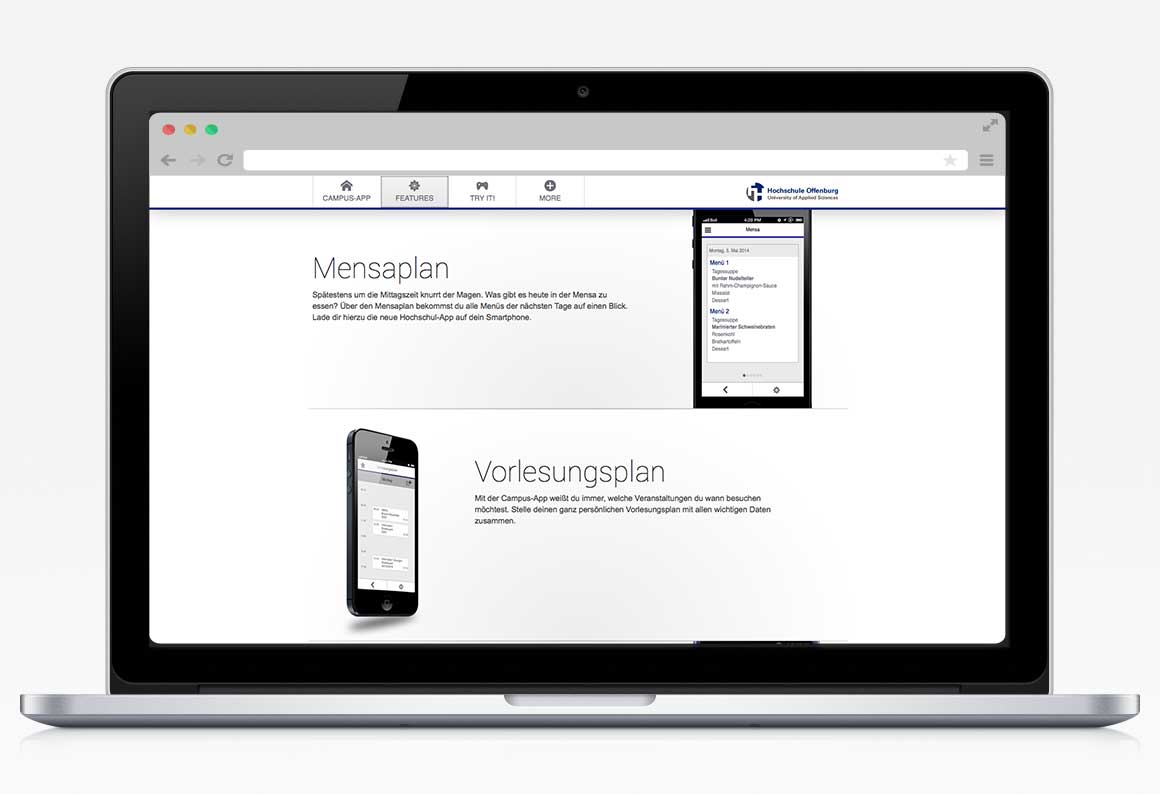 CAMPUS-APP
FEATURES
TRY IT!
MORE
Hochschule Offenburg
University of Applied Sciences
Mensaplan
Spätestens um die Mittagszeit knurrt der Magen. Was gibt es heute in der Mensa zu
essen? Über den Mensaplan bekommst du alle Menüs der nächsten Tage auf einen Blick.
Lade dir hierzu die neue Hochschul-App auf dein Smartphone.
4:28 PM
Mensa
Montag, 5. Mai 2014
Menü 1
Tagessuppe
Bunter Nudelteller
mit Rahm-Champignon-Sauce
Mixsalat
Dessert
Menü 2
Tagessuppe
Marinierter Schweinebraten
Rosenkohl
Bratkartoffeln
Dessert
Vorlesungsplan
Mit der Campus-App weißt du immer, welche Veranstaltungen du wann besuchen
möchtest. Stelle deinen ganz persönlichen Vorlesungsplan mit allen wichtigen Daten
zusammen.